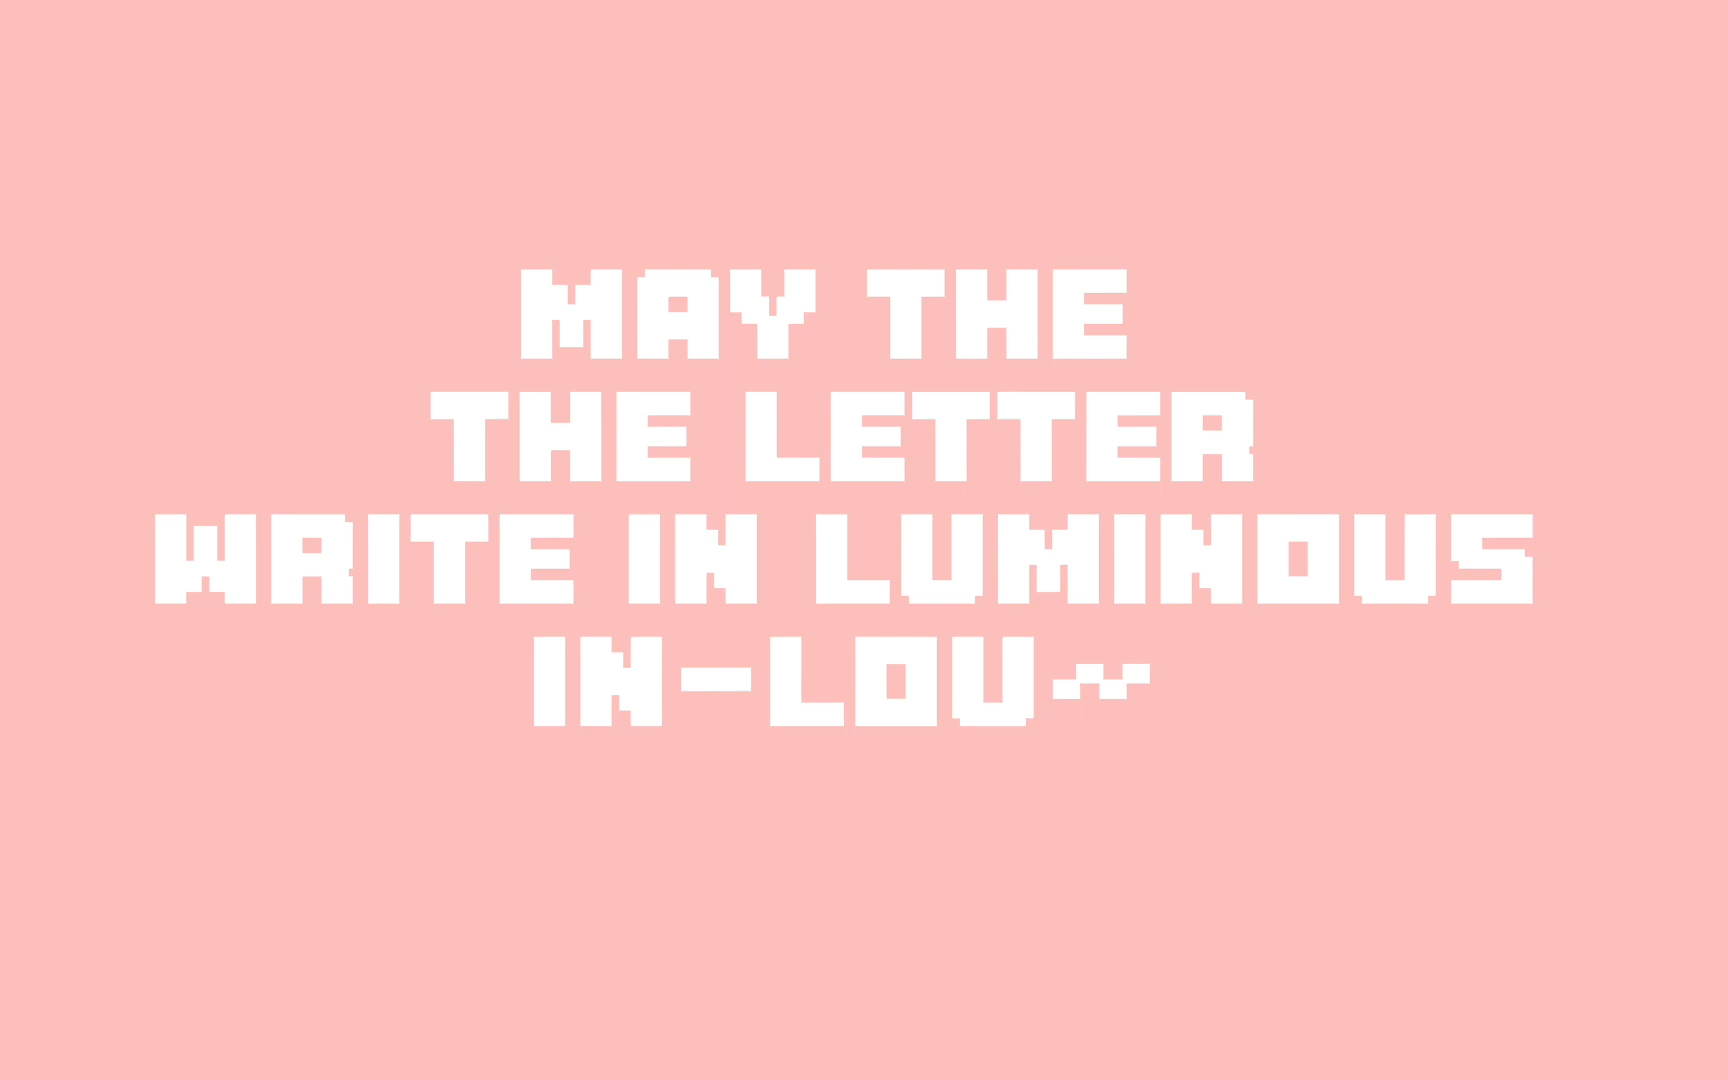 MAY THE
THE LETTER
WRITE IN LUMINOUS
IN-LOU~